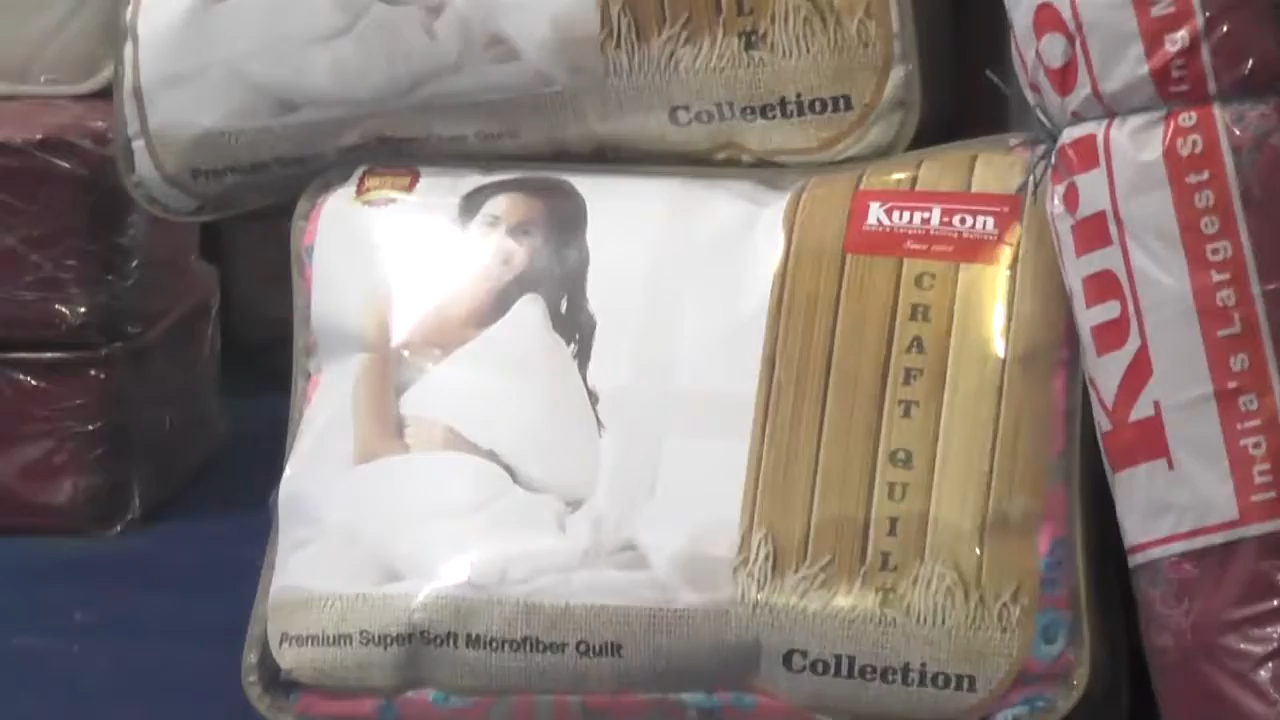 L
T
Collection
Kurl-on
India's Largest Selling Mattress
Since 1962
CRAFT QUILT
Premium Super Soft Microfiber Quilt
Collection
Kurl
India's Largest Se
ing